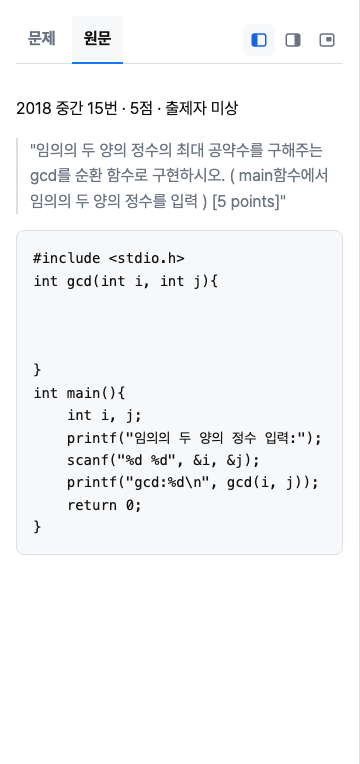 문제 원문
2018 중간 15번 · 5점 · 출제자 미상
"임의의 두 양의 정수의 최대 공약수를 구해주는
gcd를 순환 함수로 구현하시오. ( main함수에서
임의의 두 양의 정수를 입력 ) [5 points]"
#include <stdio.h>
int gcd(int i, int j){
}
int main(){
    int i, j;
    printf("임의의 두 양의 정수 입력:");
    scanf("%d %d", &i, &j);
    printf("gcd:%d\n", gcd(i, j));
    return 0;
}